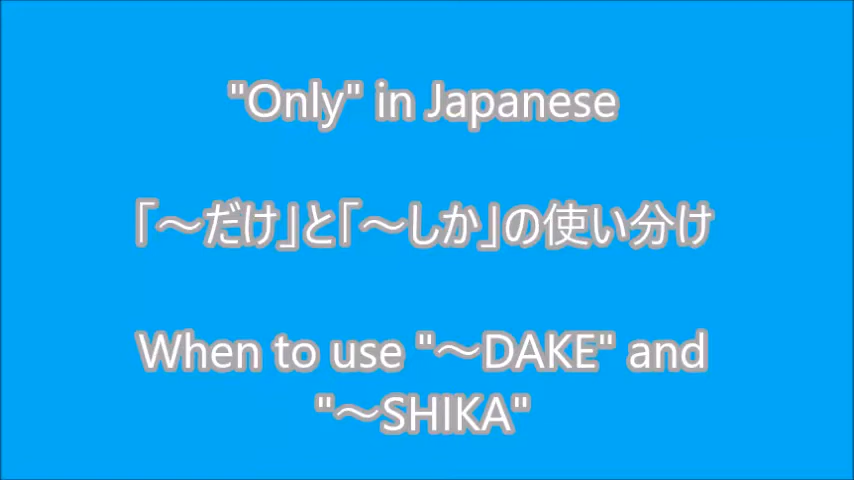 "Only" in Japanese
「～だけ」と「～しか」の使い分け
When to use "～DAKE" and
"～SHIKA"